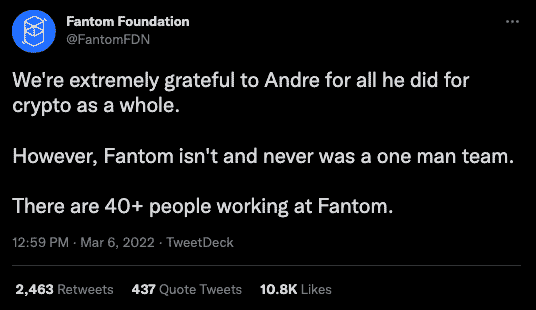 Fantom Foundation
@FantomFDN
We're extremely grateful to Andre for all he did for
crypto as a whole.
However, Fantom isn't and never was a one man team.
There are 40+ people working at Fantom.
12:59 PM · Mar 6, 2022 · TweetDeck
2,463 Retweets 437 Quote Tweets 10.8K Likes